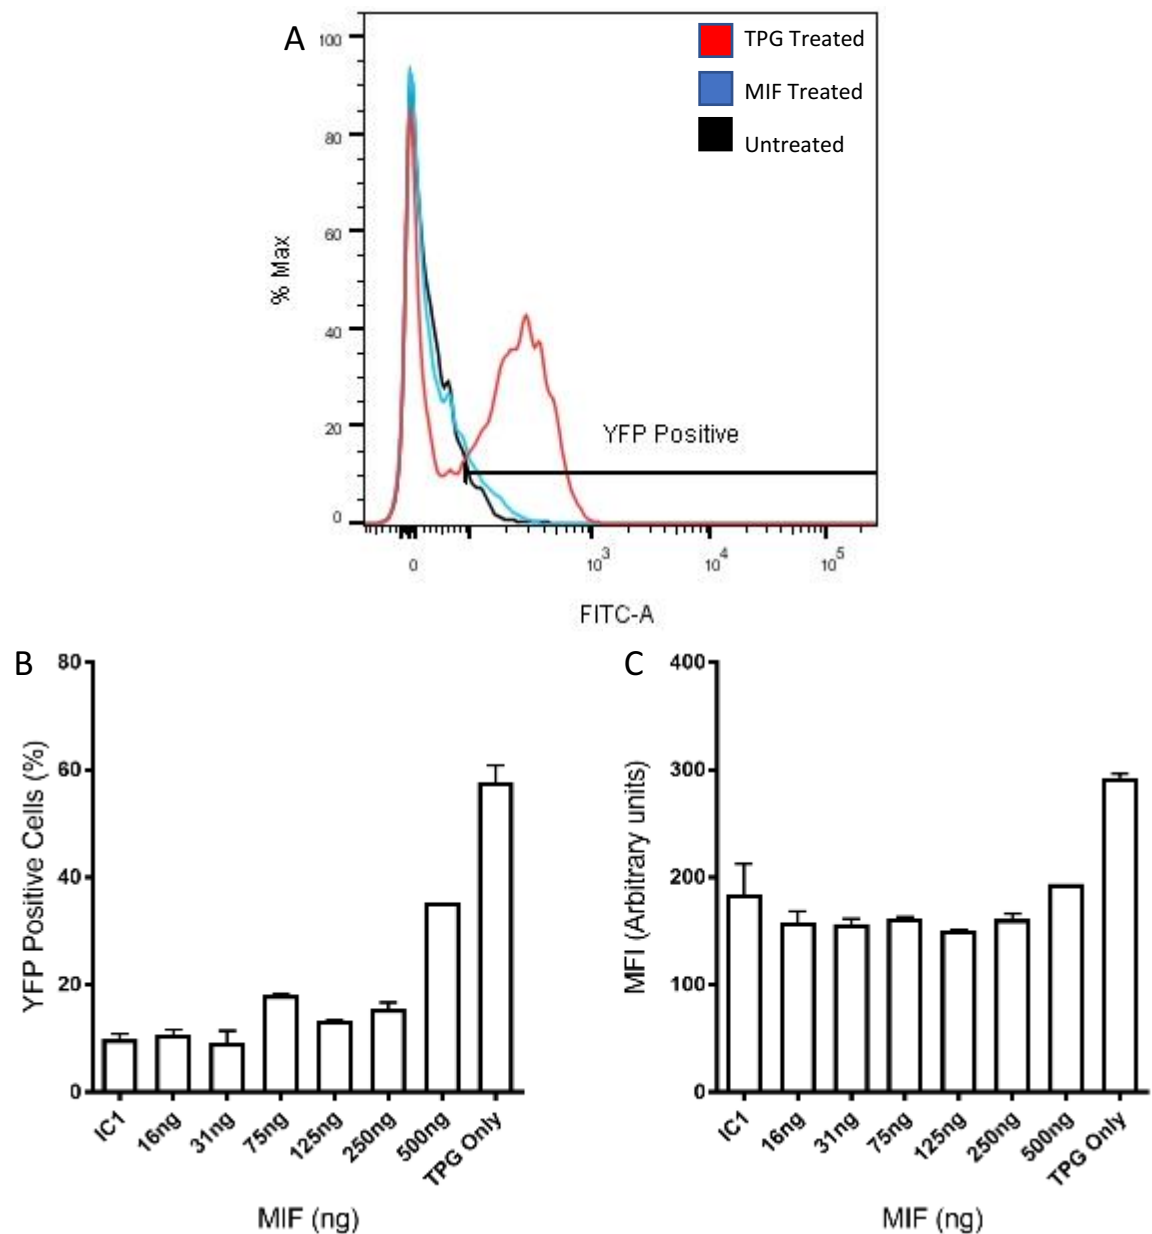 A
TPG Treated
MIF Treated
Untreated
100
80
60
40
20
0
% Max
YFP Positive
0 10^3 10^4 10^5
FITC-A
B
80
60
40
20
0
YFP Positive Cells (%)
IC1 16ng 31ng 75ng 125ng 250ng 500ng TPG Only
MIF (ng)
C
400
300
200
100
0
MFI (Arbitrary units)
IC1 16ng 31ng 75ng 125ng 250ng 500ng TPG Only
MIF (ng)